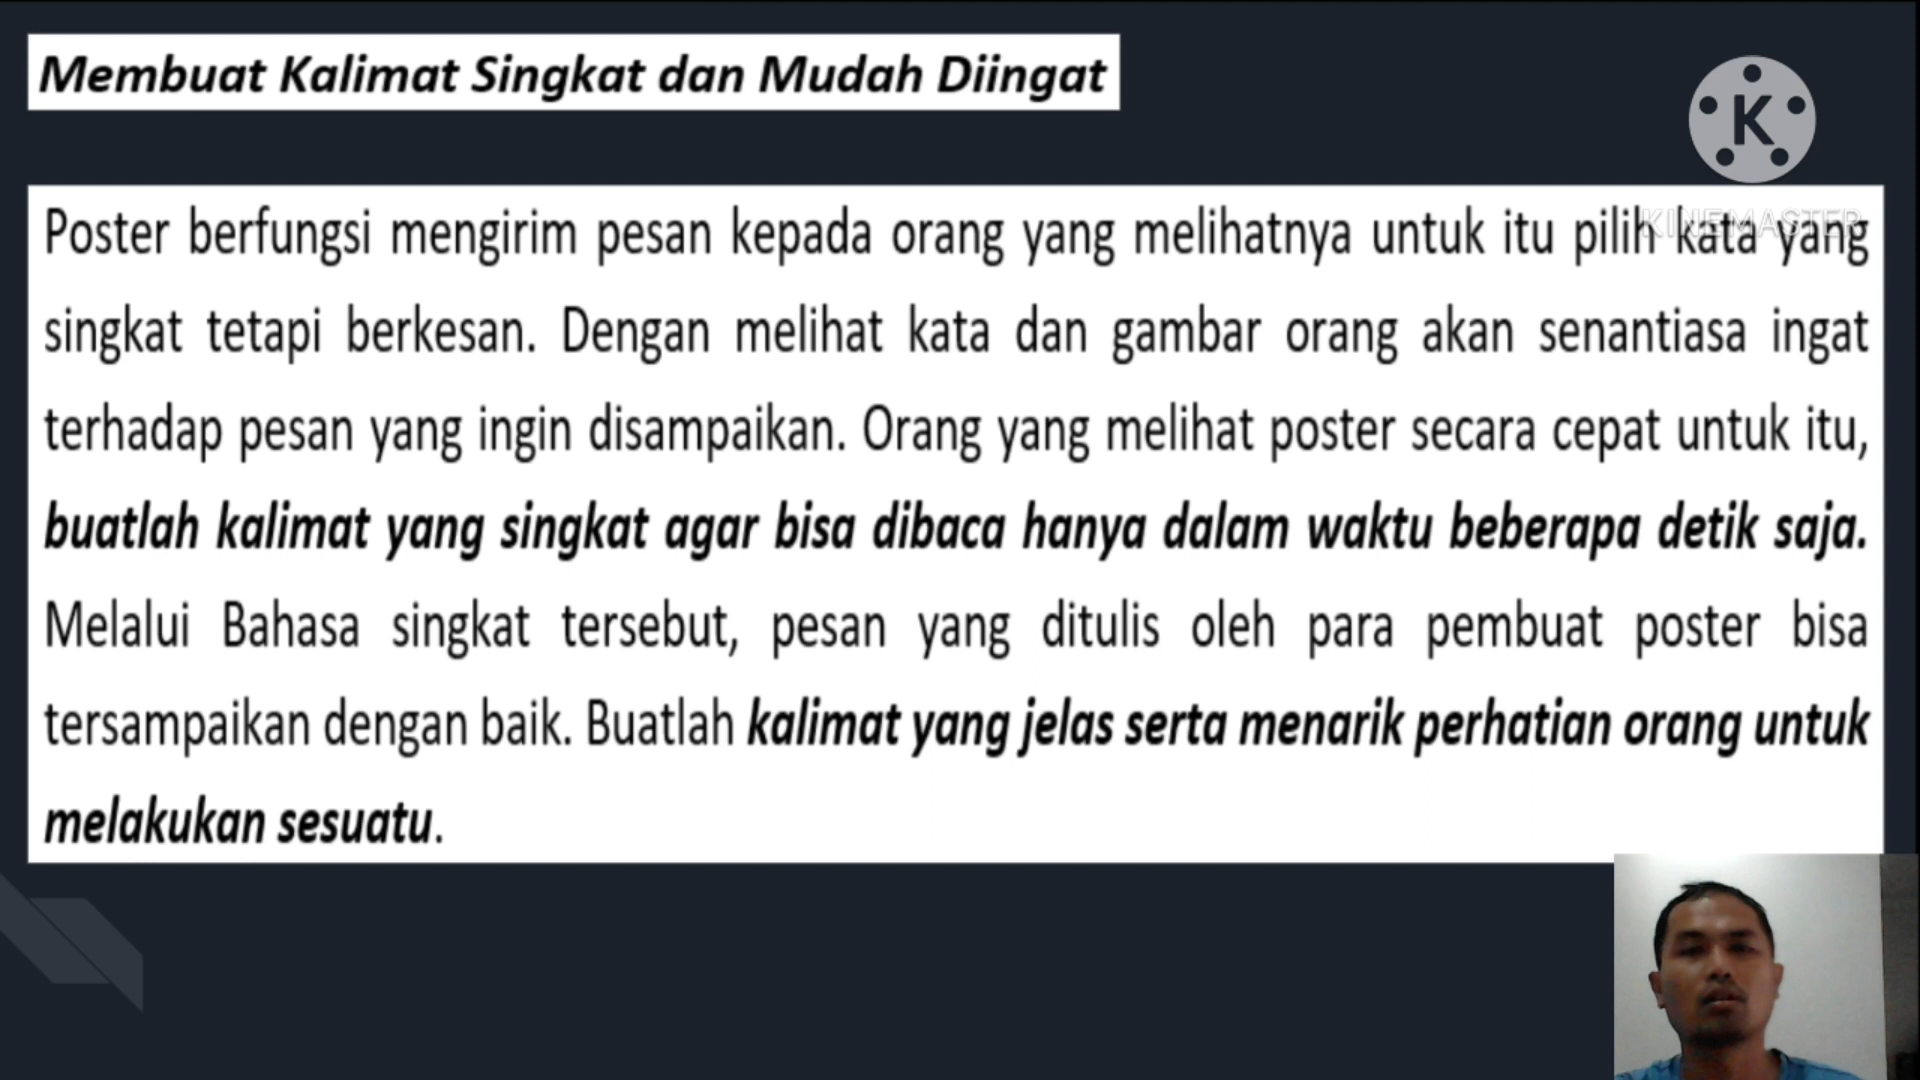 Membuat Kalimat Singkat dan Mudah Diingat
K
KINEMASTER
Poster berfungsi mengirim pesan kepada orang yang melihatnya untuk itu pilih kata yang
singkat tetapi berkesan. Dengan melihat kata dan gambar orang akan senantiasa ingat
terhadap pesan yang ingin disampaikan. Orang yang melihat poster secara cepat untuk itu,
buatlah kalimat yang singkat agar bisa dibaca hanya dalam waktu beberapa detik saja.
Melalui Bahasa singkat tersebut, pesan yang ditulis oleh para pembuat poster bisa
tersampaikan dengan baik. Buatlah kalimat yang jelas serta menarik perhatian orang untuk
melakukan sesuatu.